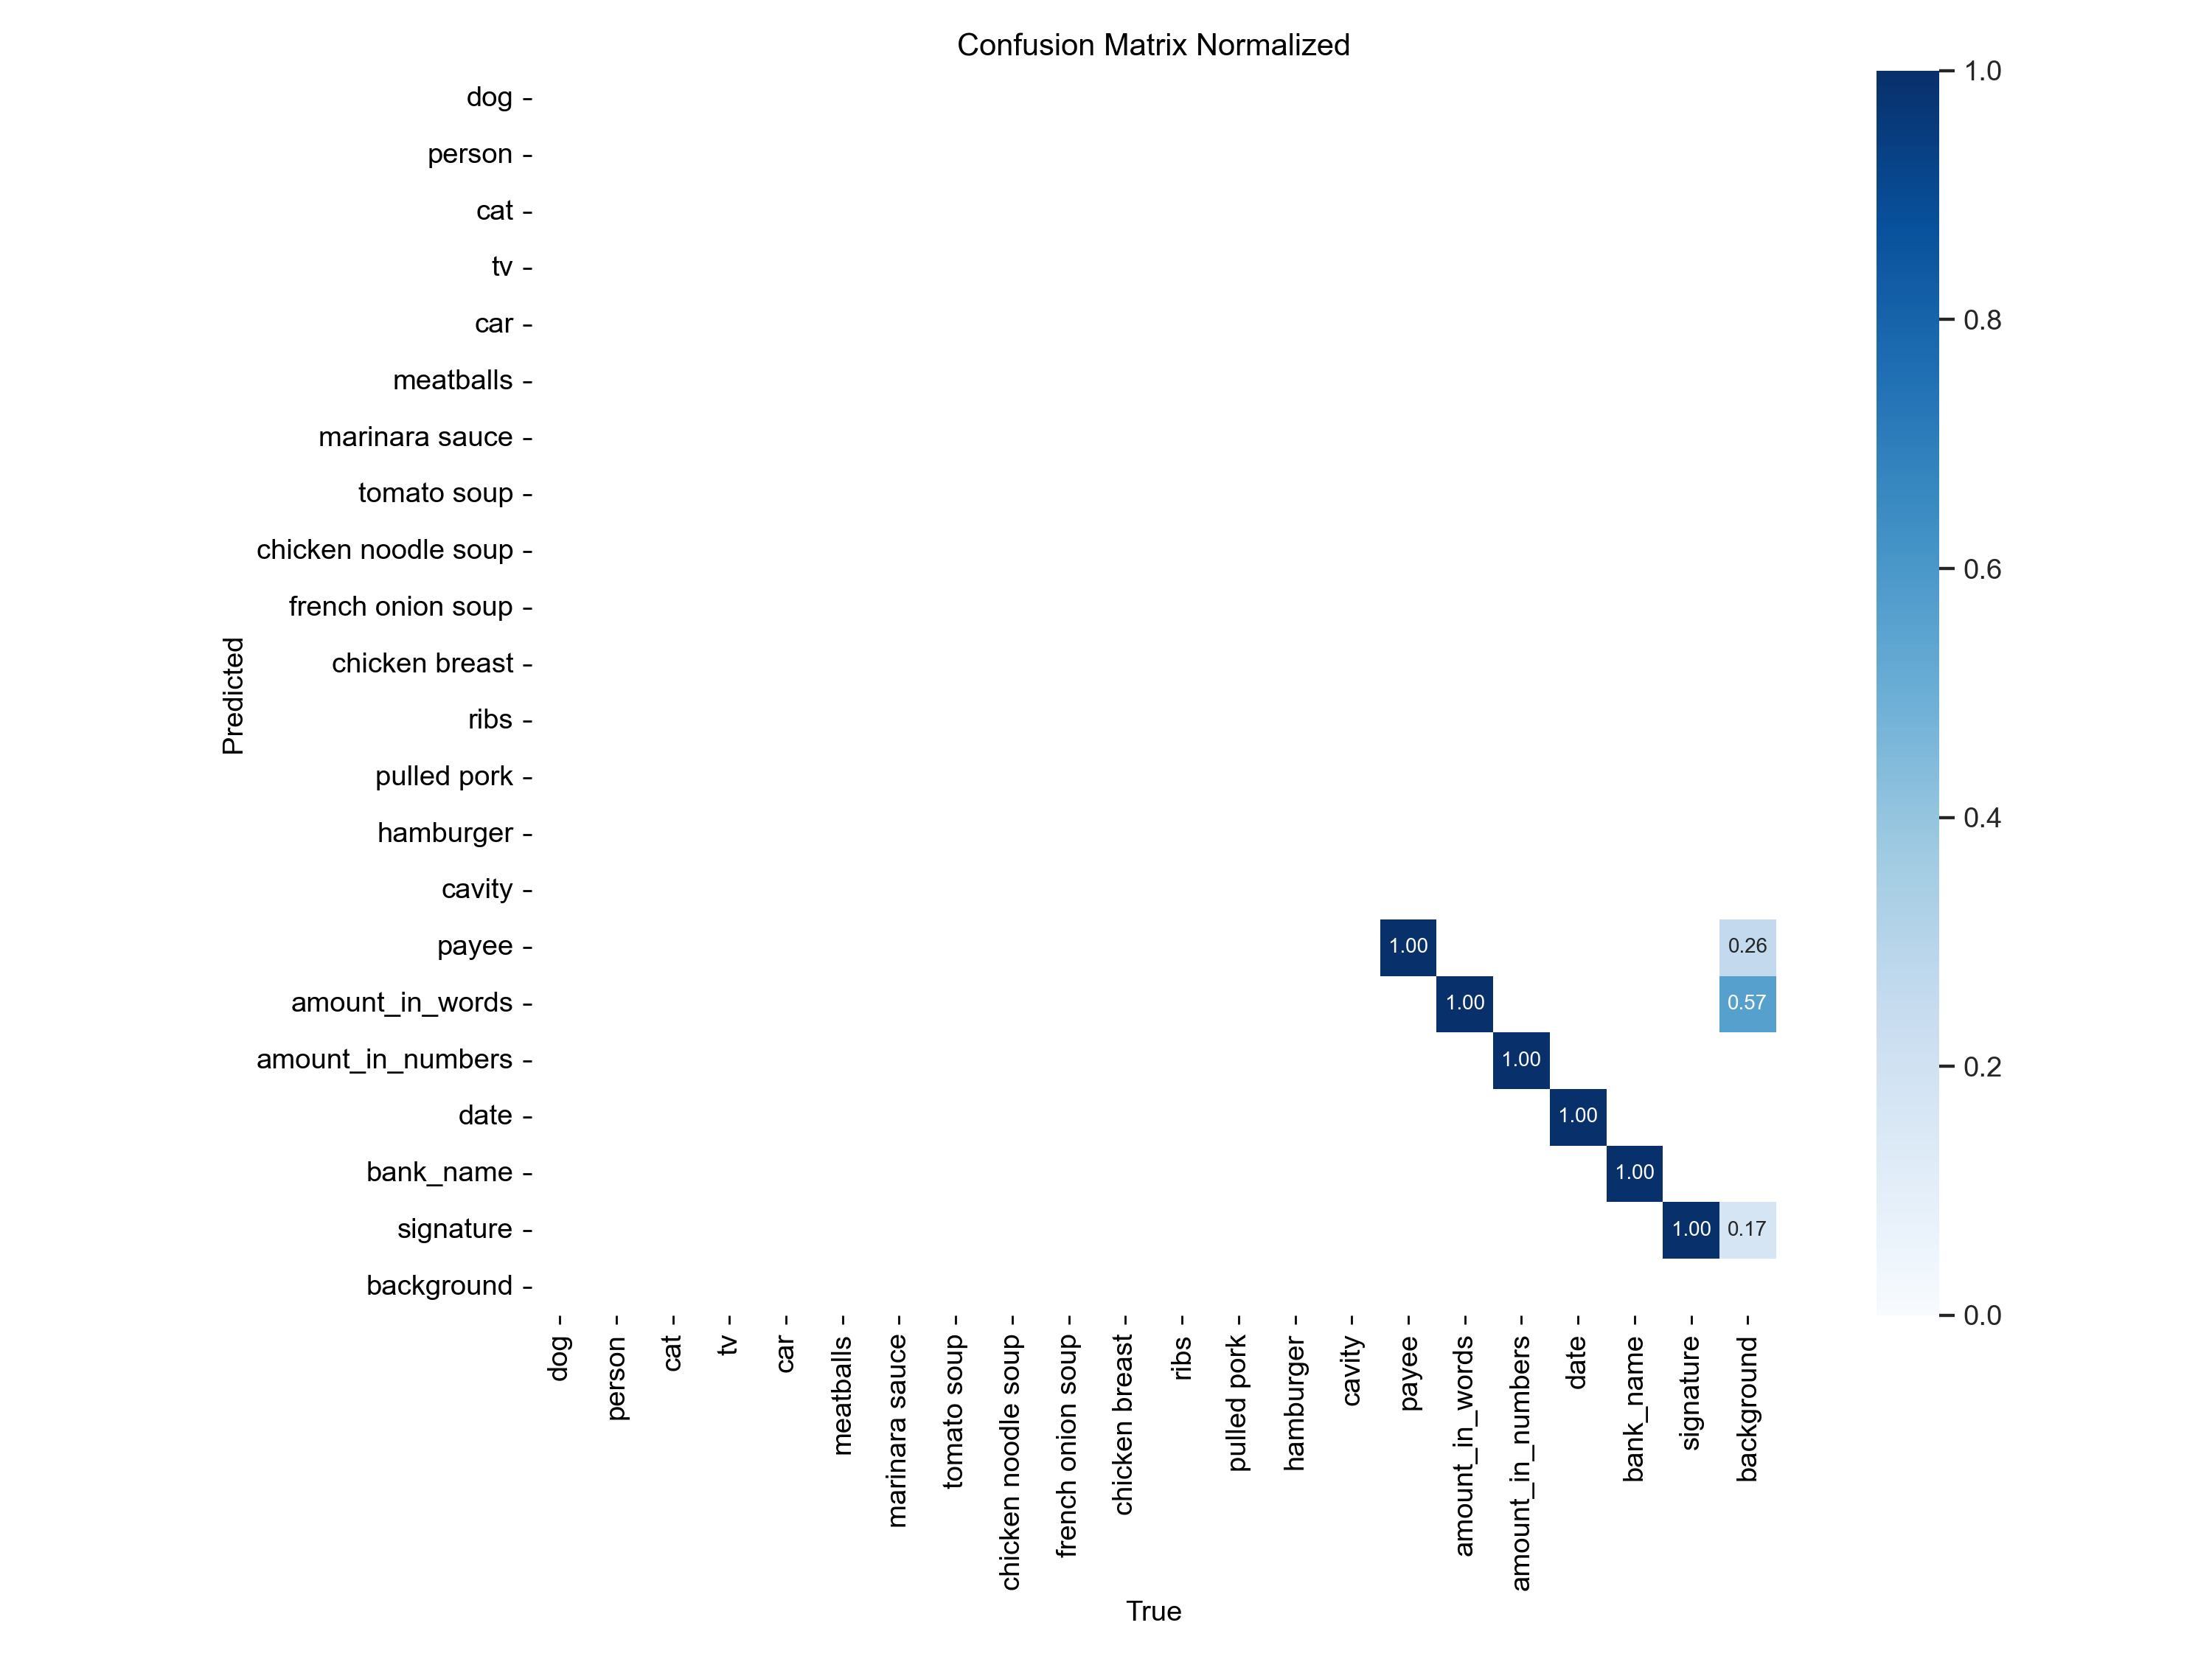 Confusion Matrix Normalized
dog
person
cat
tv
car
meatballs
marinara sauce
tomato soup
chicken noodle soup
french onion soup
chicken breast
ribs
pulled pork
hamburger
cavity
payee
amount_in_words
amount_in_numbers
date
bank_name
signature
background
Predicted
1.00 0.26
1.00 0.57
1.00
1.00
1.00
1.00 0.17
dog
person
cat
tv
car
meatballs
marinara sauce
tomato soup
chicken noodle soup
french onion soup
chicken breast
ribs
pulled pork
hamburger
cavity
payee
amount_in_words
amount_in_numbers
date
bank_name
signature
background
True
1.0
0.8
0.6
0.4
0.2
0.0